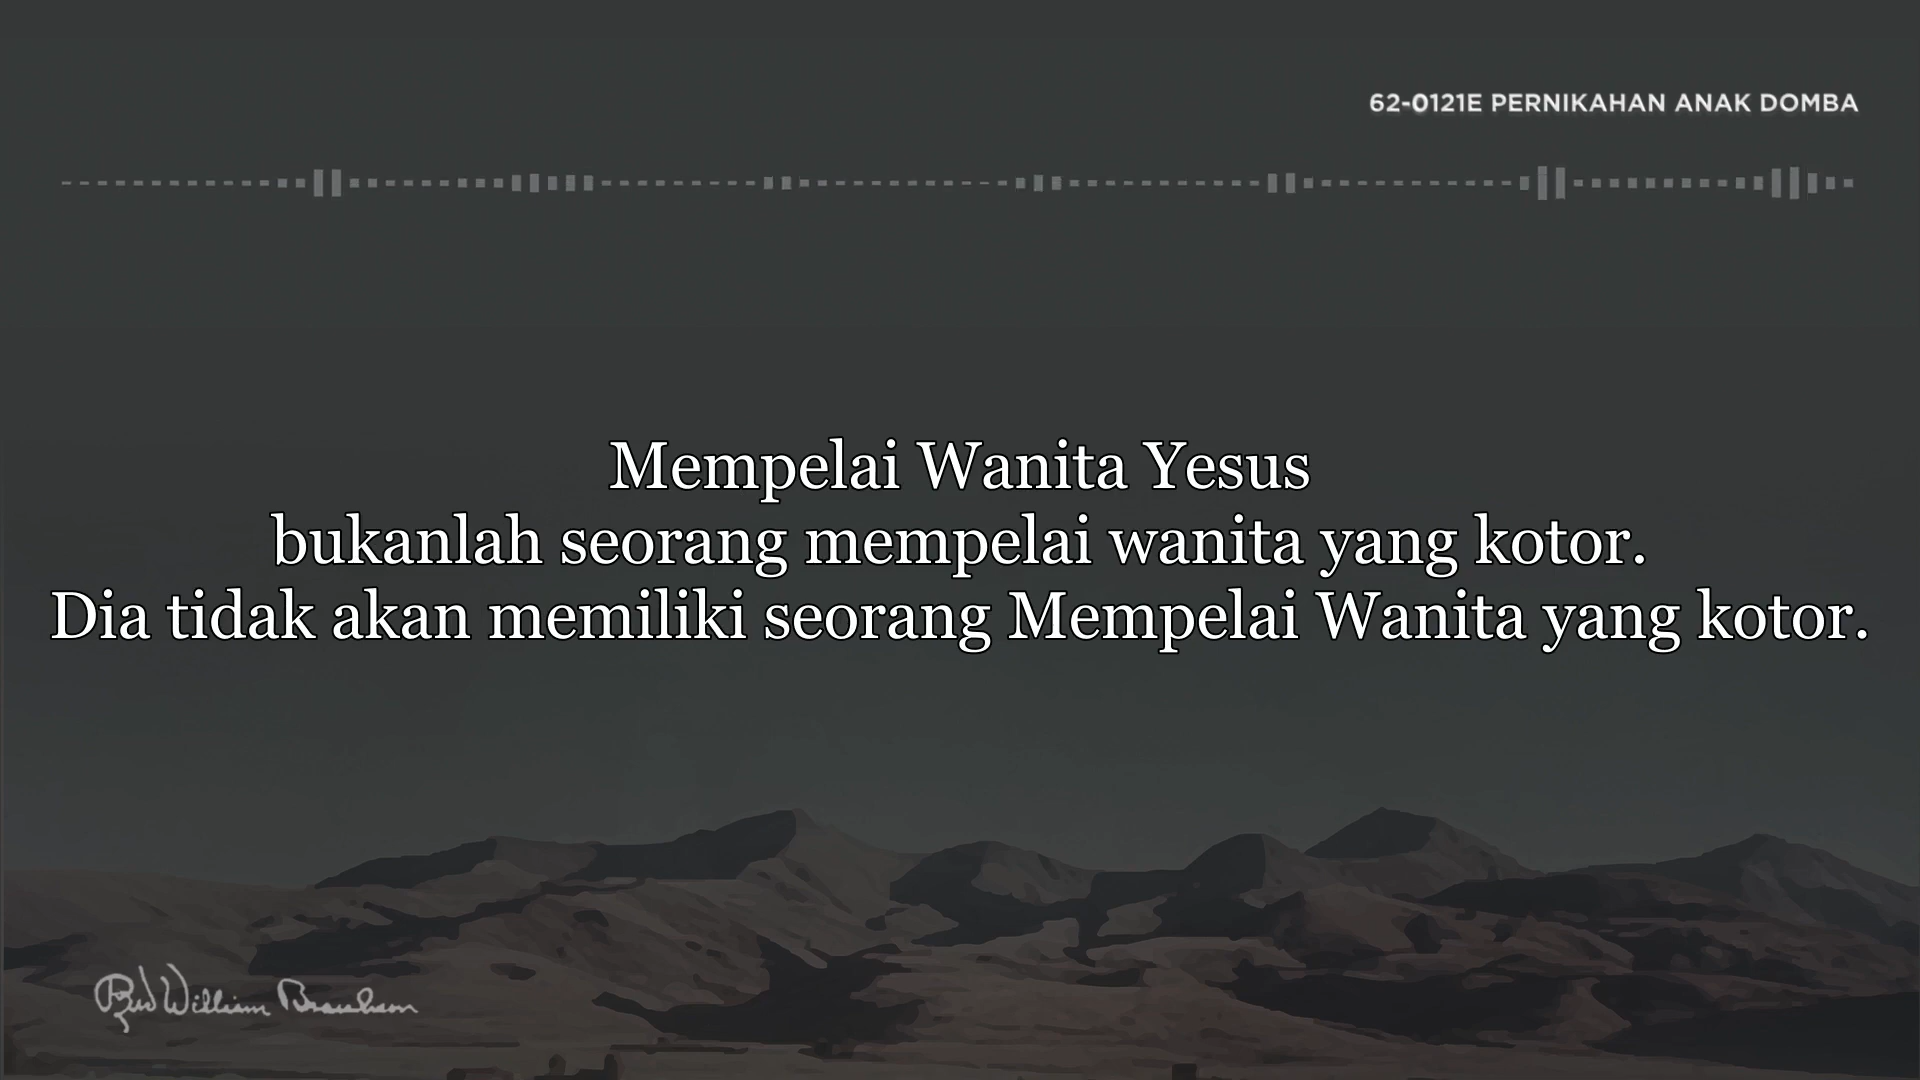 62-0121E PERNIKAHAN ANAK DOMBA
Mempelai Wanita Yesus
bukanlah seorang mempelai wanita yang kotor.
Dia tidak akan memiliki seorang Mempelai Wanita yang kotor.
Rev William Branham